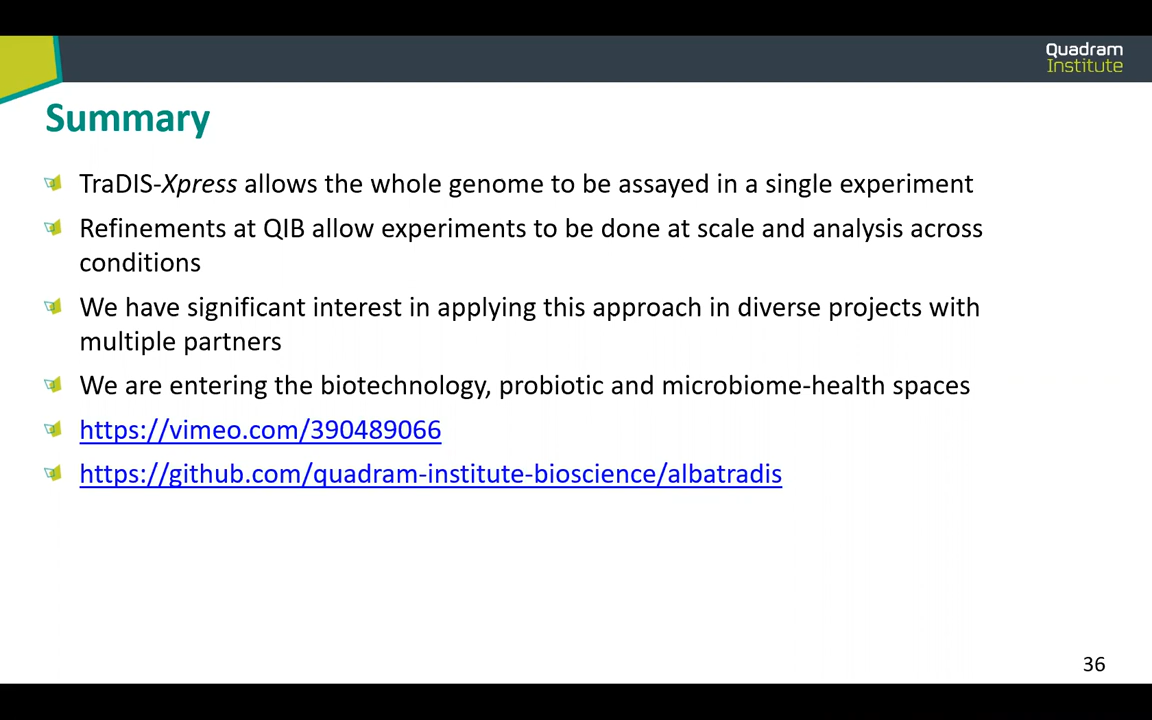 Quadram
Institute
Summary
TraDIS-Xpress allows the whole genome to be assayed in a single experiment
Refinements at QIB allow experiments to be done at scale and analysis across
conditions
We have significant interest in applying this approach in diverse projects with
multiple partners
We are entering the biotechnology, probiotic and microbiome-health spaces
https://vimeo.com/390489066
https://github.com/quadram-institute-bioscience/albatradis
36